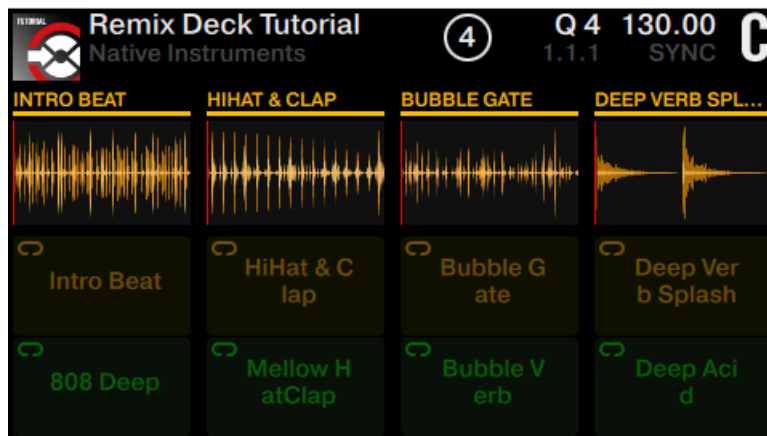 TUTORIAL
Remix Deck Tutorial
Native Instruments
4
Q 4 130.00
1.1.1 SYNC
C
INTRO BEAT HIHAT & CLAP BUBBLE GATE DEEP VERB SPL...
Intro Beat
HiHat & C
lap
Bubble G
ate
Deep Ver
b Splash
808 Deep
Mellow H
atClap
Bubble V
erb
Deep Aci
d